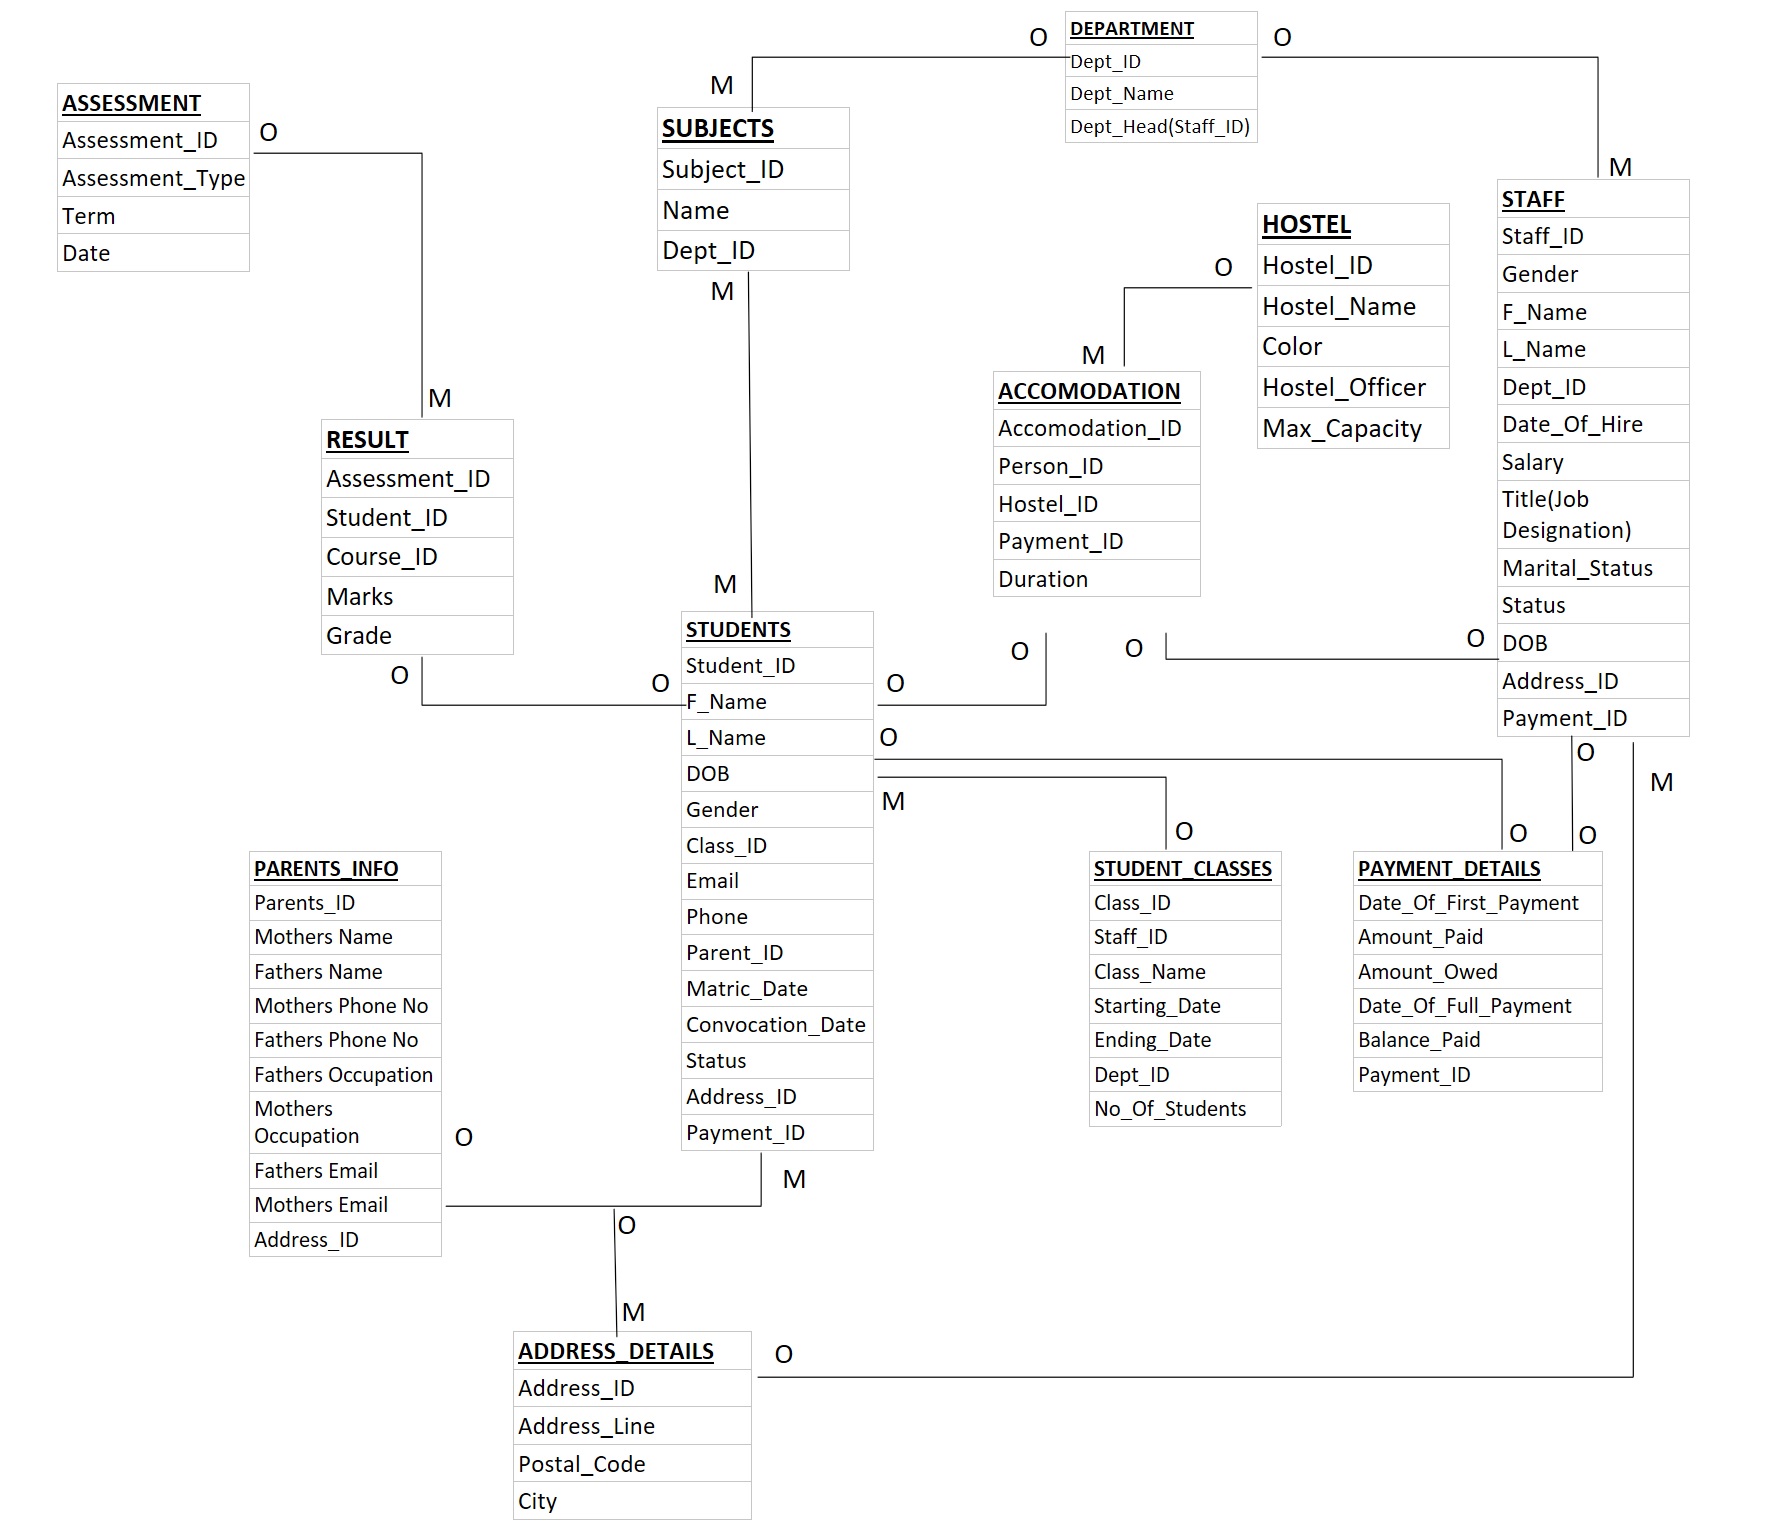 O
DEPARTMENT
O
Dept_ID
Dept_Name
Dept_Head(Staff_ID)
M
M
ASSESSMENT
Assessment_ID
Assessment_Type
Term
Date
O
SUBJECTS
Subject_ID
Name
Dept_ID
M
HOSTEL
Hostel_ID
Hostel_Name
Color
Hostel_Officer
Max_Capacity
O
M
STAFF
Staff_ID
Gender
F_Name
L_Name
Dept_ID
Date_Of_Hire
Salary
Title(Job
Designation)
Marital_Status
Status
DOB
Address_ID
Payment_ID
O
M
ACCOMODATION
Accomodation_ID
Person_ID
Hostel_ID
Payment_ID
Duration
O
O
O
M
M
RESULT
Assessment_ID
Student_ID
Course_ID
Marks
Grade
O
O
M
STUDENTS
Student_ID
F_Name
L_Name
DOB
Gender
Class_ID
Email
Phone
Parent_ID
Matric_Date
Convocation_Date
Status
Address_ID
Payment_ID
O
O
M
M
O
STUDENT_CLASSES
Class_ID
Staff_ID
Class_Name
Starting_Date
Ending_Date
Dept_ID
No_Of_Students
O
O
PAYMENT_DETAILS
Date_Of_First_Payment
Amount_Paid
Amount_Owed
Date_Of_Full_Payment
Balance_Paid
Payment_ID
PARENTS_INFO
Parents_ID
Mothers Name
Fathers Name
Mothers Phone No
Fathers Phone No
Fathers Occupation
Mothers
Occupation
Fathers Email
Mothers Email
Address_ID
O
O
M
ADDRESS_DETAILS
Address_ID
Address_Line
Postal_Code
City
O